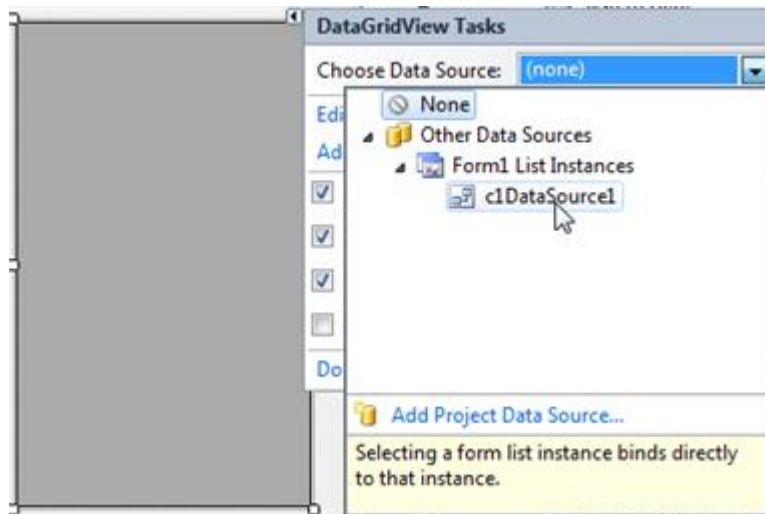 DataGridView Tasks
Choose Data Source: (none)
None
Edi
Other Data Sources
Ad
Form1 List Instances
c1DataSource1
Do
Add Project Data Source...
Selecting a form list instance binds directly
to that instance.